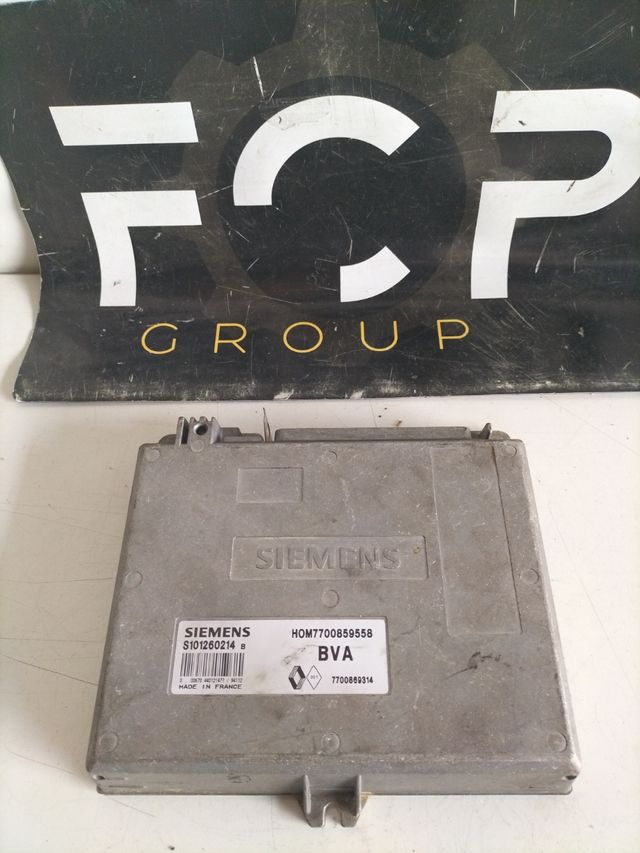 FCP
GROUP
SIEMENS
SIEMENS
S101260214 B
MADE IN FRANCE
HOM7700859558
BVA
7700869314